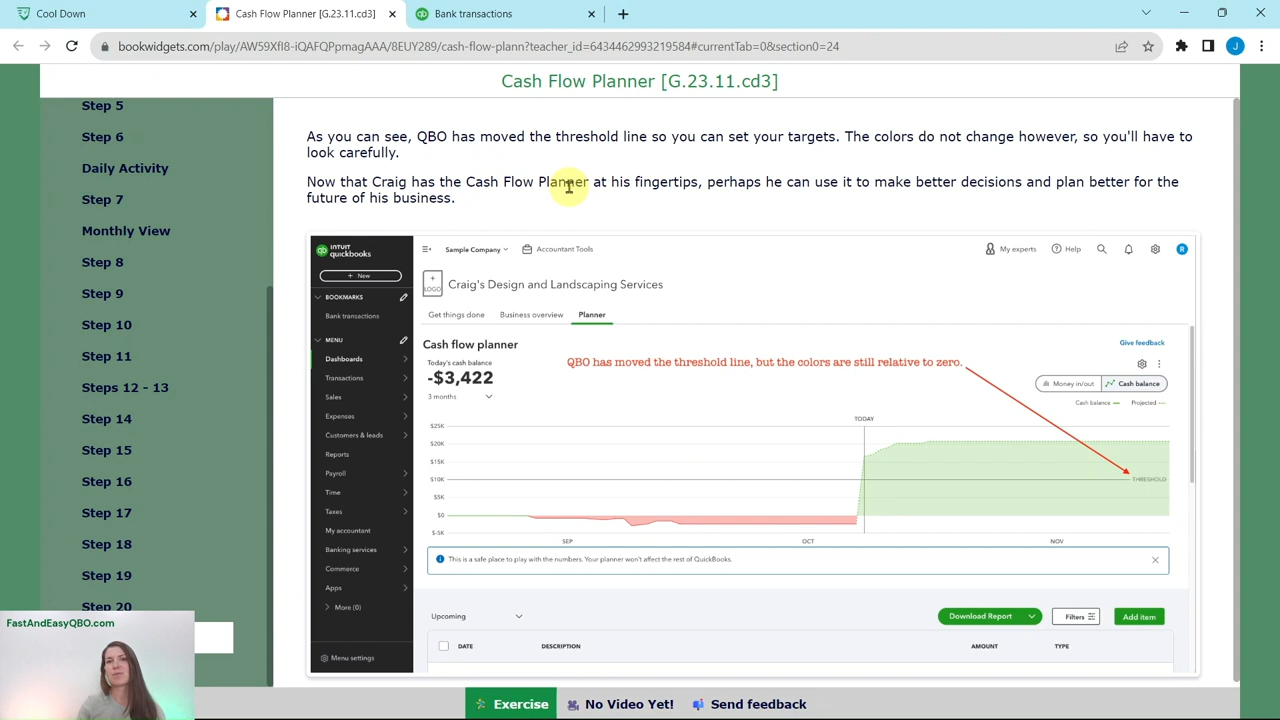 Cool Down
Cash Flow Planner [G.23.11.cd3]
Bank transactions
bookwidgets.com/play/AW59Xfl8-iQAFQPpmagAAA/8EUY289/cash-flow-plann?teacher_id=6434462993219584#currentTab=0&section0=24
J
Cash Flow Planner [G.23.11.cd3]
Step 5
Step 6
Daily Activity
Step 7
Monthly View
Step 8
Step 9
Step 10
Step 11
Steps 12 - 13
Step 14
Step 15
Step 16
Step 17
Step 18
Step 19
Step 20
FastAndEasyQBO.com
As you can see, QBO has moved the threshold line so you can set your targets. The colors do not change however, so you'll have to
look carefully.
Now that Craig has the Cash Flow Planner at his fingertips, perhaps he can use it to make better decisions and plan better for the
future of his business.
INTUIT
quickbooks
+ New
BOOKMARKS
Bank transactions
MENU
Dashboards
Transactions
Sales
Expenses
Customers & leads
Reports
Payroll
Time
Taxes
My accountant
Banking services
Commerce
Apps
More (0)
Menu settings
Sample Company
Accountant Tools
My experts
Help
R
+
LOGO
Craig's Design and Landscaping Services
Get things done
Business overview
Planner
Cash flow planner
Give feedback
Today's cash balance
-$3,422
3 months
QBO has moved the threshold line, but the colors are still relative to zero.
Money in/out
Cash balance
Cash balance
Projected
TODAY
$25K
$20K
$15K
$10K
$5K
$0
$-5K
THRESHOLD
SEP
OCT
NOV
This is a safe place to play with the numbers. Your planner won't affect the rest of QuickBooks.
Upcoming
Download Report
Filters
Add item
DATE
DESCRIPTION
AMOUNT
TYPE
Exercise
No Video Yet!
Send feedback